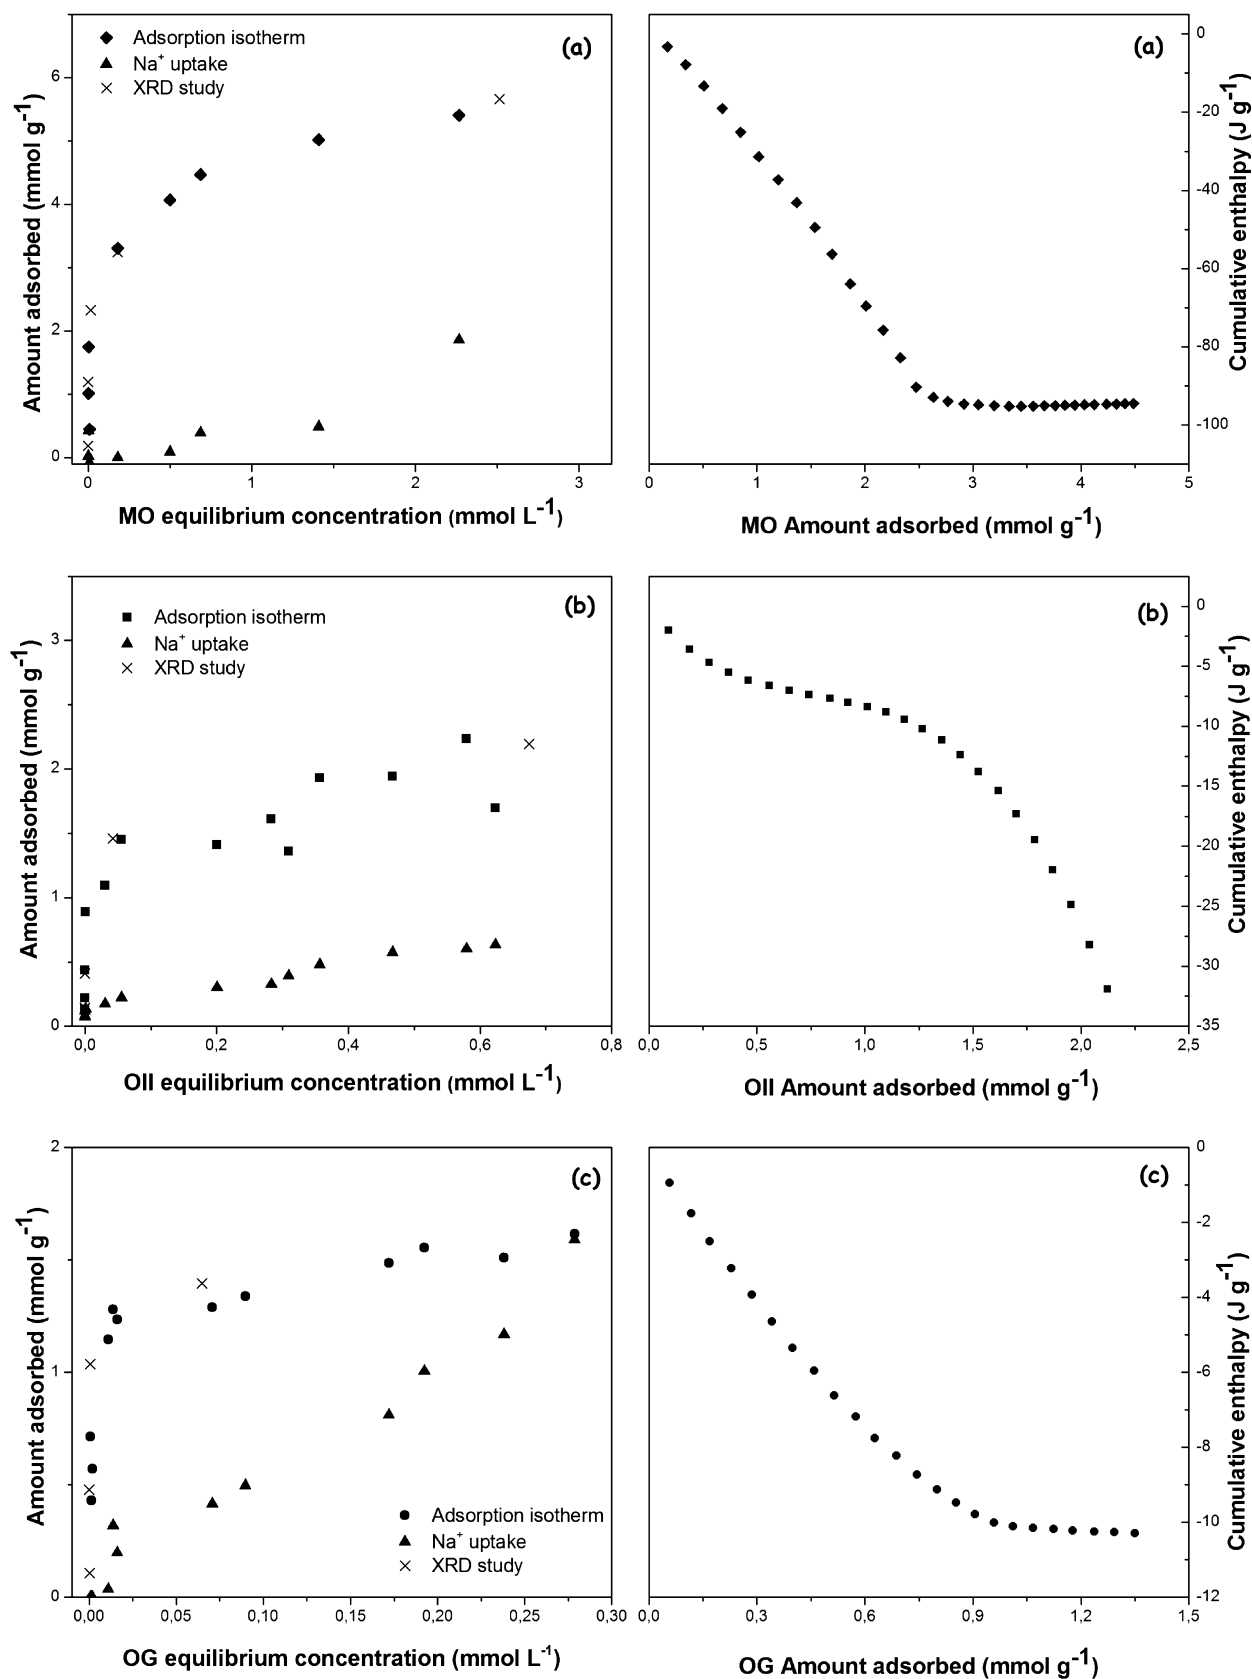 Adsorption isotherm
Na⁺ uptake
XRD study
(a)
6
4
2
0
0
1
2
3
Amount adsorbed (mmol g⁻¹)
MO equilibrium concentration (mmol L⁻¹)
(a)
0
-20
-40
-60
-80
-100
0
1
2
3
4
5
Cumulative enthalpy (J g⁻¹)
MO Amount adsorbed (mmol g⁻¹)
Adsorption isotherm
Na⁺ uptake
XRD study
(b)
3
2
1
0
0,0
0,2
0,4
0,6
0,8
Amount adsorbed (mmol g⁻¹)
OII equilibrium concentration (mmol L⁻¹)
(b)
0
-5
-10
-15
-20
-25
-30
-35
0,0
0,5
1,0
1,5
2,0
2,5
Cumulative enthalpy (J g⁻¹)
OII Amount adsorbed (mmol g⁻¹)
(c)
2
1
0
Adsorption isotherm
Na⁺ uptake
XRD study
0,00
0,05
0,10
0,15
0,20
0,25
0,30
Amount adsorbed (mmol g⁻¹)
OG equilibrium concentration (mmol L⁻¹)
(c)
0
-2
-4
-6
-8
-10
-12
0,0
0,3
0,6
0,9
1,2
1,5
Cumulative enthalpy (J g⁻¹)
OG Amount adsorbed (mmol g⁻¹)